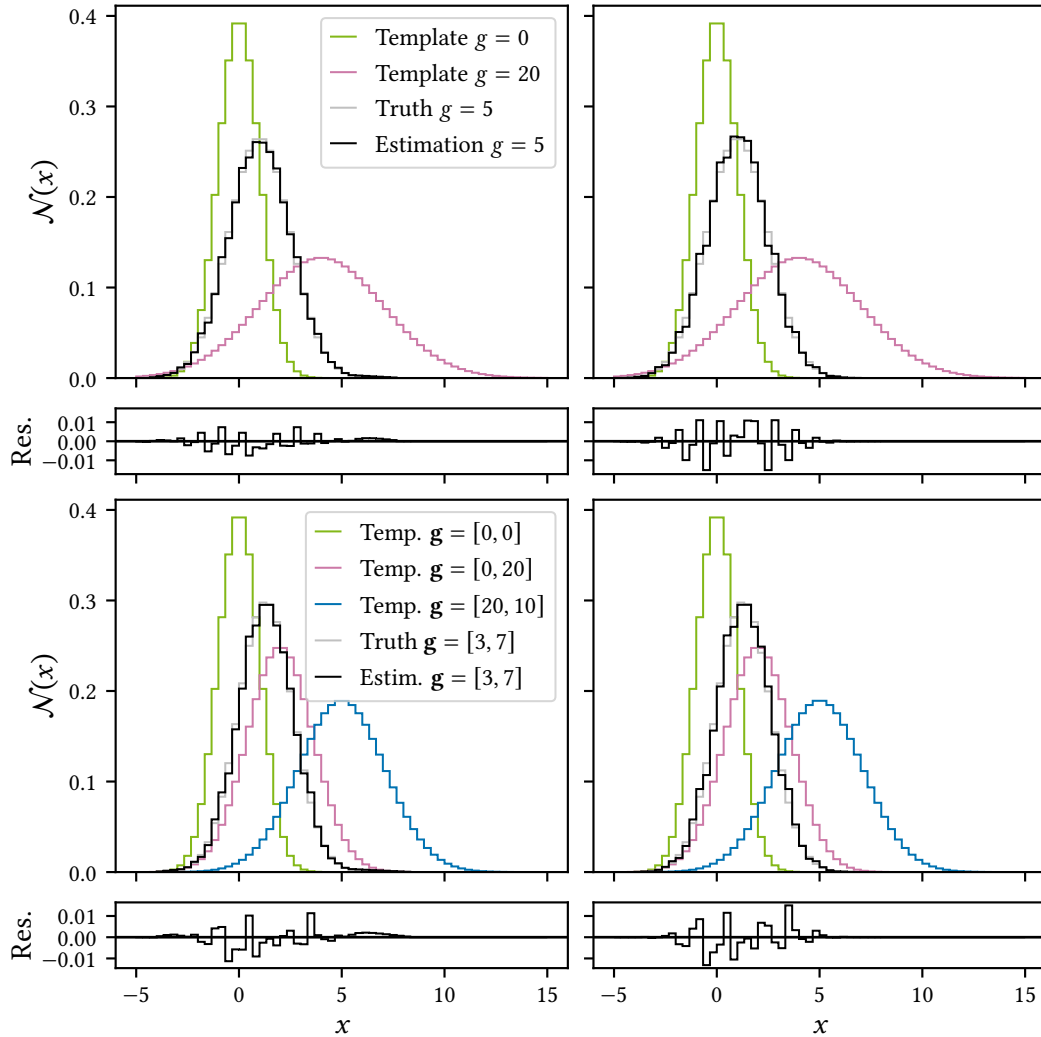 0.4
0.3
0.2
0.1
0.0
𝒩(x)
Template g = 0
Template g = 20
Truth g = 5
Estimation g = 5
0.01
0.00
−0.01
Res.
0.4
0.3
0.2
0.1
0.0
𝒩(x)
Temp. g = [0, 0]
Temp. g = [0, 20]
Temp. g = [20, 10]
Truth g = [3, 7]
Estim. g = [3, 7]
0.01
0.00
−0.01
Res.
−5 0 5 10 15
−5 0 5 10 15
x
x